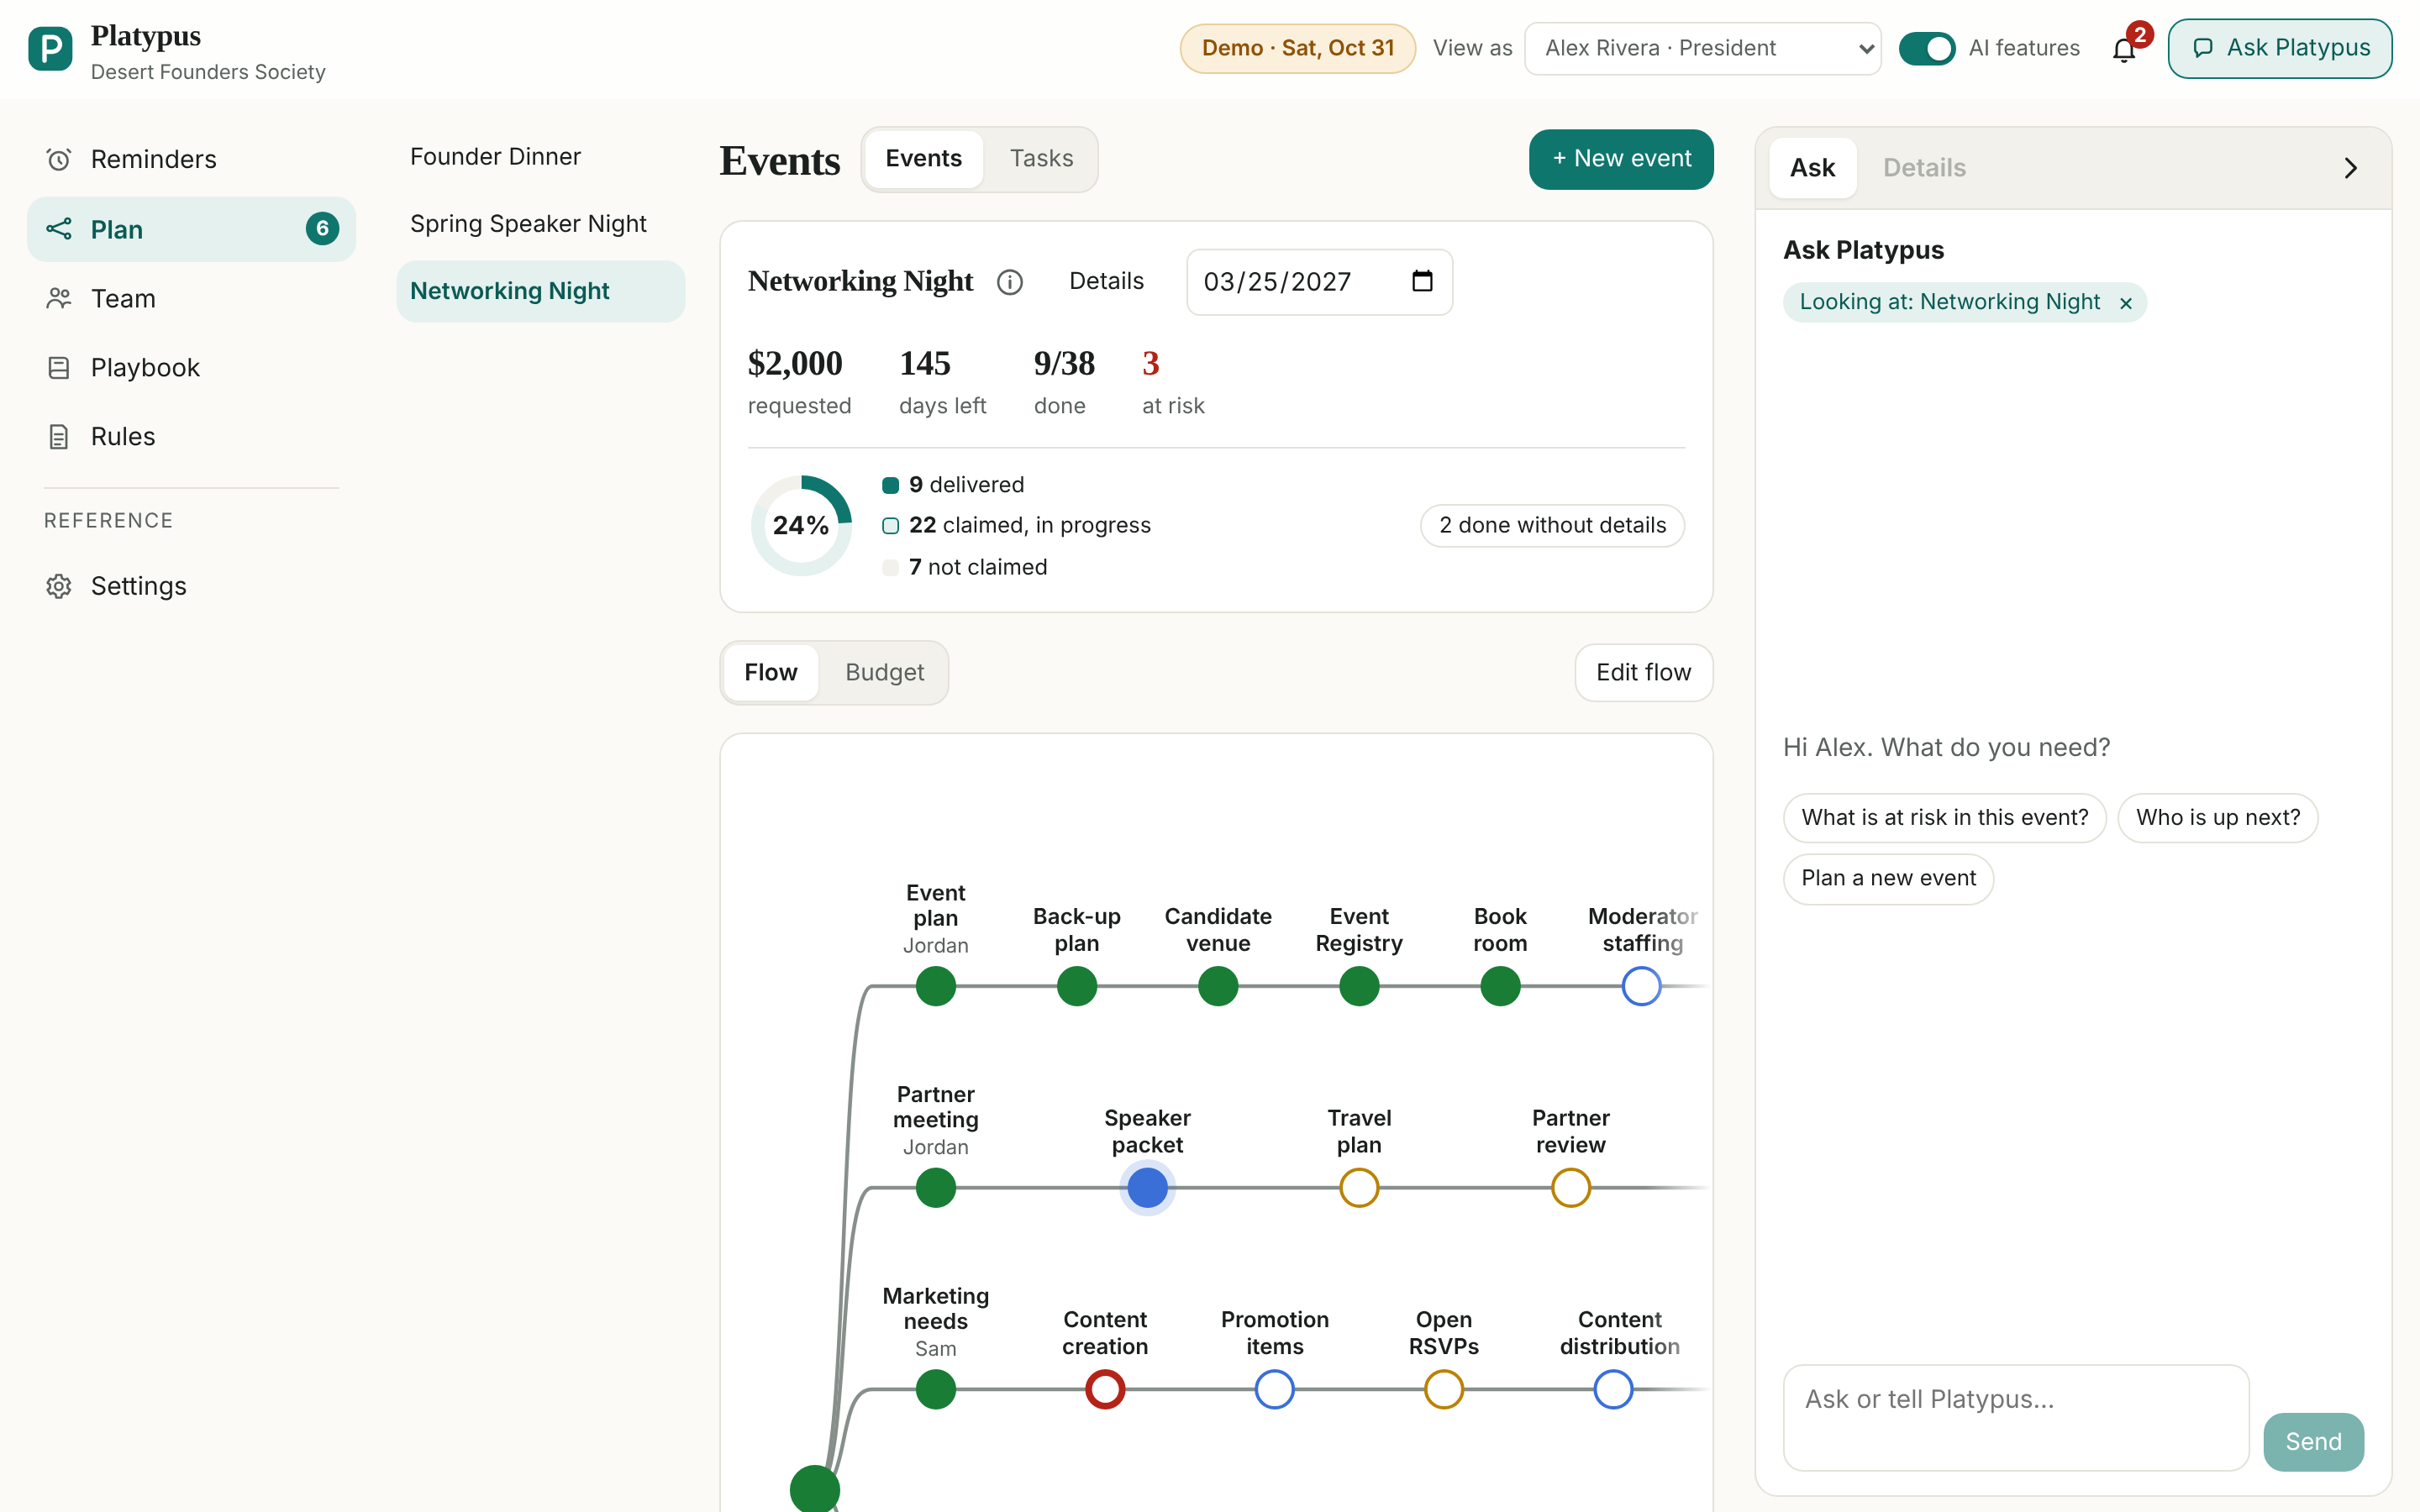 P
Platypus
Desert Founders Society
Demo · Sat, Oct 31
View as
Alex Rivera · President
AI features
2
Ask Platypus
Reminders
Plan
6
Team
Playbook
Rules
REFERENCE
Settings
Founder Dinner
Spring Speaker Night
Networking Night
Events
Events
Tasks
+ New event
Networking Night
Details
03/25/2027
$2,000
requested
145
days left
9/38
done
3
at risk
24%
9 delivered
22 claimed, in progress
7 not claimed
2 done without details
Flow
Budget
Edit flow
Event
plan
Jordan
Back-up
plan
Candidate
venue
Event
Registry
Book
room
Moderator
staffing
Partner
meeting
Jordan
Speaker
packet
Travel
plan
Partner
review
Marketing
needs
Sam
Content
creation
Promotion
items
Open
RSVPs
Content
distribution
Ask
Details
Ask Platypus
Looking at: Networking Night ×
Hi Alex. What do you need?
What is at risk in this event?
Who is up next?
Plan a new event
Ask or tell Platypus...
Send